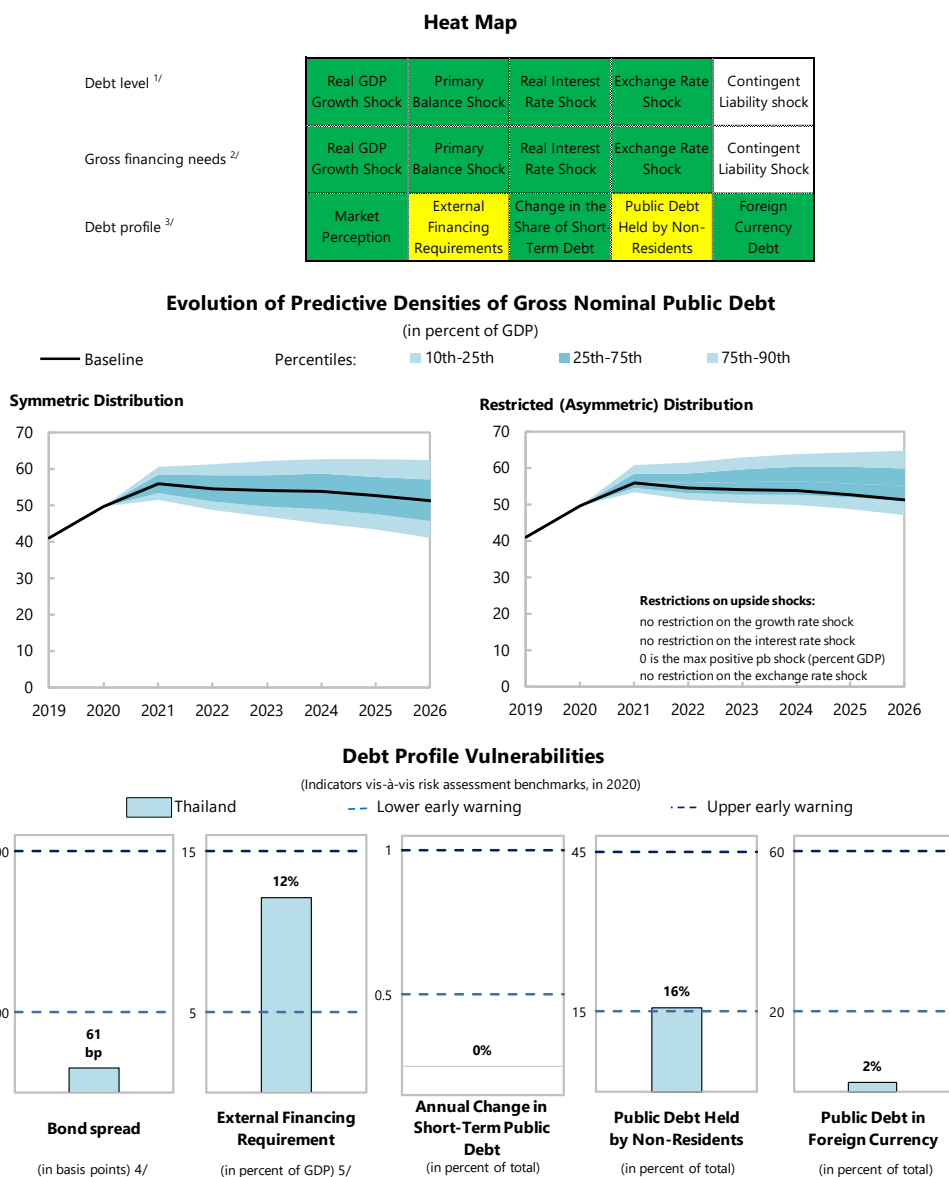 Heat Map
Debt level 1/
Real GDP Growth Shock
Primary Balance Shock
Real Interest Rate Shock
Exchange Rate Shock
Contingent Liability shock
Gross financing needs 2/
Real GDP Growth Shock
Primary Balance Shock
Real Interest Rate Shock
Exchange Rate Shock
Contingent Liability Shock
Debt profile 3/
Market Perception
External Financing Requirements
Change in the Share of Short-Term Debt
Public Debt Held by Non-Residents
Foreign Currency Debt
Evolution of Predictive Densities of Gross Nominal Public Debt
(in percent of GDP)
Baseline
Percentiles:
10th-25th
25th-75th
75th-90th
Symmetric Distribution
70
60
50
40
30
20
10
0
2019 2020 2021 2022 2023 2024 2025 2026
Restricted (Asymmetric) Distribution
70
60
50
40
30
20
10
0
Restrictions on upside shocks:
no restriction on the growth rate shock
no restriction on the interest rate shock
0 is the max positive pb shock (percent GDP)
no restriction on the exchange rate shock
2019 2020 2021 2022 2023 2024 2025 2026
Debt Profile Vulnerabilities
(Indicators vis-à-vis risk assessment benchmarks, in 2020)
Thailand
Lower early warning
Upper early warning
61
bp
Bond spread
(in basis points) 4/
15
5
12%
External Financing
Requirement
(in percent of GDP) 5/
1
0.5
0%
Annual Change in
Short-Term Public
Debt
(in percent of total)
45
15
16%
Public Debt Held
by Non-Residents
(in percent of total)
60
20
2%
Public Debt in
Foreign Currency
(in percent of total)